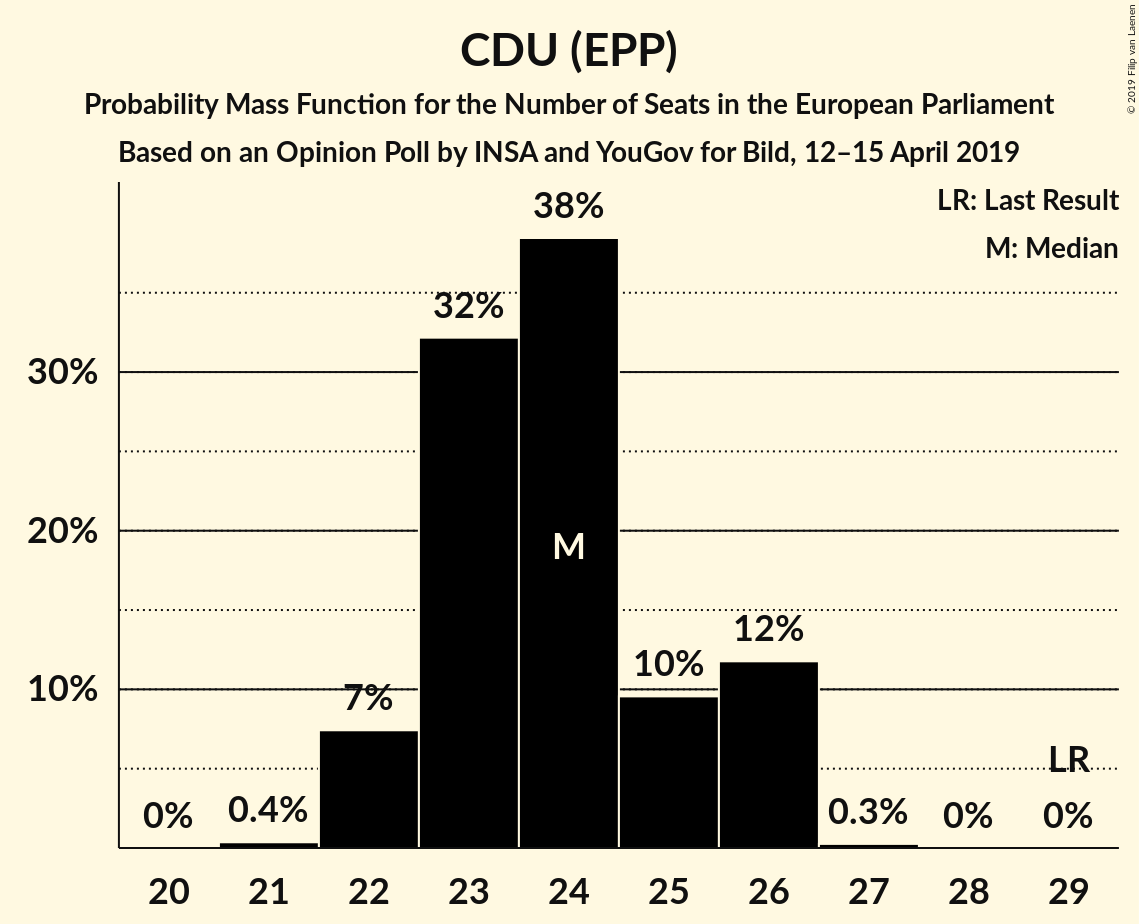 CDU (EPP)
Probability Mass Function for the Number of Seats in the European Parliament
Based on an Opinion Poll by INSA and YouGov for Bild, 12–15 April 2019
© 2019 Filip van Laenen
LR: Last Result
M: Median
38%
32%
30%
M
20%
12%
10%
10%
7%
LR
0%
0.4%
0.3%
0%
0%
20 21 22 23 24 25 26 27 28 29